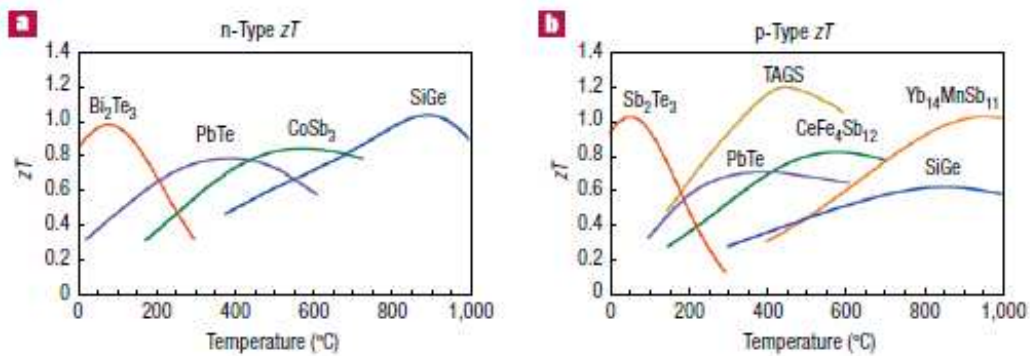 a
n-Type zT
1.4
1.2
1.0
0.8
0.6
0.4
0.2
0
zT
Bi2Te3
PbTe
CoSb3
SiGe
0 200 400 600 800 1,000
Temperature (°C)
b
p-Type zT
1.4
1.2
1.0
0.8
0.6
0.4
0.2
0
zT
Sb2Te3
TAGS
PbTe
CeFe4Sb12
Yb14MnSb11
SiGe
0 200 400 600 800 1,000
Temperature (°C)